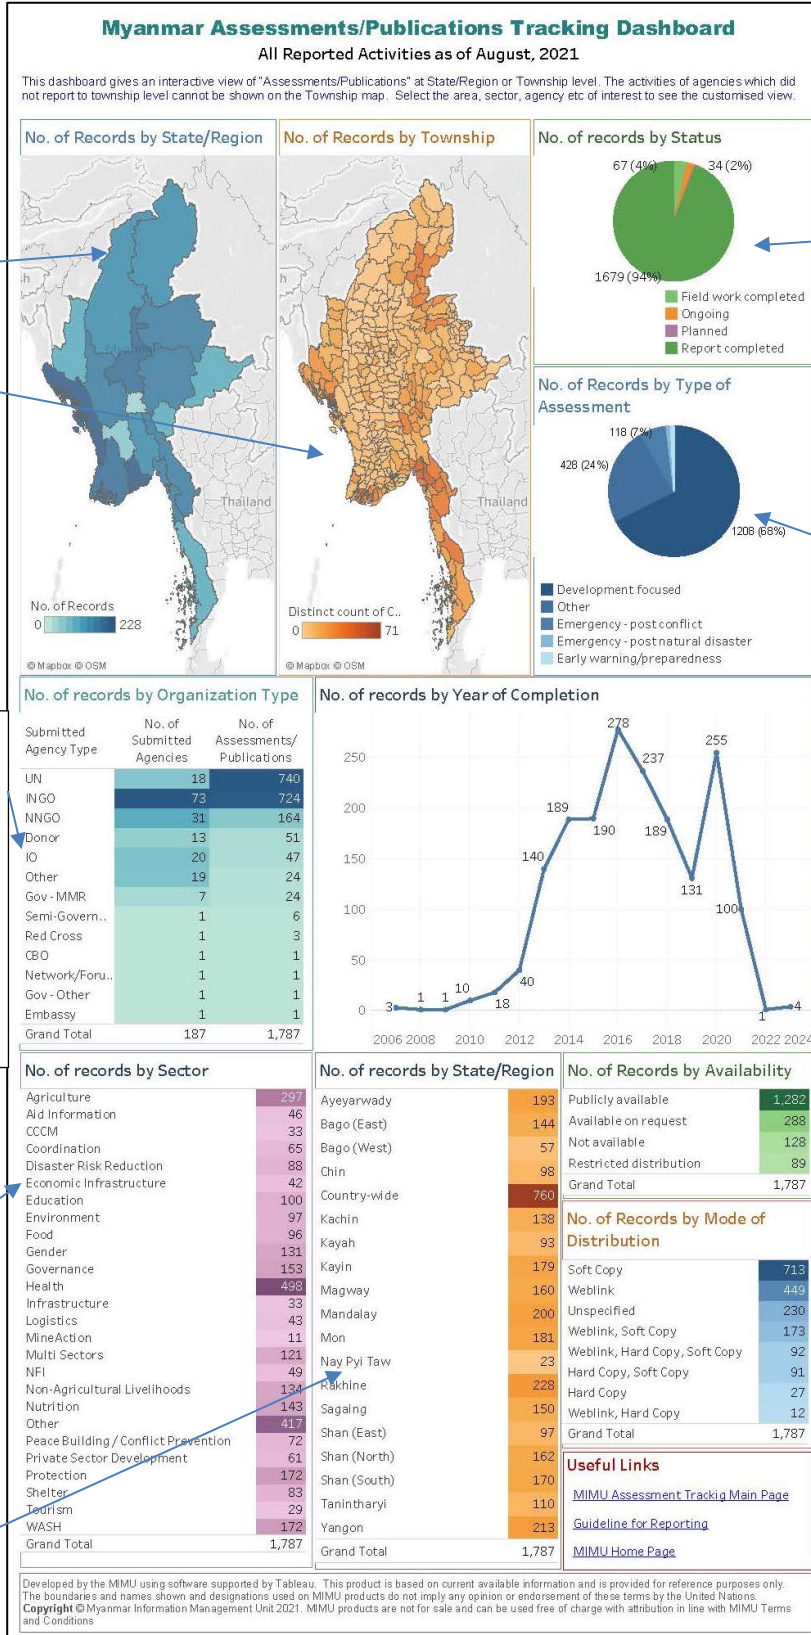 Myanmar Assessments/Publications Tracking Dashboard
All Reported Activities as of August, 2021
This dashboard gives an interactive view of "Assessments/Publications" at State/Region or Township level. The activities of agencies which did
not report to township level cannot be shown on the Township map. Select the area, sector, agency etc of interest to see the customised view.
No. of Records by State/Region
Thailand
No. of Records
0 228
© Mapbox © OSM
No. of Records by Township
Thailand
Distinct count of C..
0 71
© Mapbox © OSM
No. of records by Status
67 (4%) 34 (2%)
1679 (94%)
Field work completed
Ongoing
Planned
Report completed
No. of Records by Type of
Assessment
118 (7%)
428 (24%)
1208 (68%)
Development focused
Other
Emergency - post conflict
Emergency - post natural disaster
Early warning/preparedness
No. of records by Organization Type
Submitted Agency Type No. of Submitted Agencies No. of Assessments/ Publications
UN 18 740
INGO 73 724
NNGO 31 164
Donor 13 51
IO 20 47
Other 19 24
Gov - MMR 7 24
Semi-Govern.. 1 6
Red Cross 1 3
CBO 1 1
Network/Foru.. 1 1
Gov - Other 1 1
Embassy 1 1
Grand Total 187 1,787
No. of records by Year of Completion
250
200
150
100
50
0
3 1 1 10 18 40 140 189 190 278 237 189 131 255 100 1 4
2006 2008 2010 2012 2014 2016 2018 2020 2022 2024
No. of records by Sector
Agriculture 297
Aid Information 46
CCCM 33
Coordination 65
Disaster Risk Reduction 88
Economic Infrastructure 42
Education 100
Environment 97
Food 96
Gender 131
Governance 153
Health 498
Infrastructure 33
Logistics 43
MineAction 11
Multi Sectors 121
NFI 49
Non-Agricultural Livelihoods 134
Nutrition 143
Other 417
Peace Building / Conflict Prevention 72
Private Sector Development 61
Protection 172
Shelter 83
Tourism 29
WASH 172
Grand Total 1,787
No. of records by State/Region
Ayeyarwady 193
Bago (East) 144
Bago (West) 57
Chin 98
Country-wide 760
Kachin 138
Kayah 93
Kayin 179
Magway 160
Mandalay 200
Mon 181
Nay Pyi Taw 23
Rakhine 228
Sagaing 150
Shan (East) 97
Shan (North) 162
Shan (South) 170
Tanintharyi 110
Yangon 213
Grand Total 1,787
No. of Records by Availability
Publicly available 1,282
Available on request 288
Not available 128
Restricted distribution 89
Grand Total 1,787
No. of Records by Mode of
Distribution
Soft Copy 713
Weblink 449
Unspecified 230
Weblink, Soft Copy 173
Weblink, Hard Copy, Soft Copy 92
Hard Copy, Soft Copy 91
Hard Copy 27
Weblink, Hard Copy 12
Grand Total 1,787
Useful Links
MIMU Assessment Trackig Main Page
Guideline for Reporting
MIMU Home Page
Developed by the MIMU using software supported by Tableau. This product is based on current available information and is provided for reference purposes only.
The boundaries and names shown and designations used on MIMU products do not imply any opinion or endorsement of these terms by the United Nations.
Copyright © Myanmar Information Management Unit 2021. MIMU products are not for sale and can be used free of charge with attribution in line with MIMU Terms
and Conditions